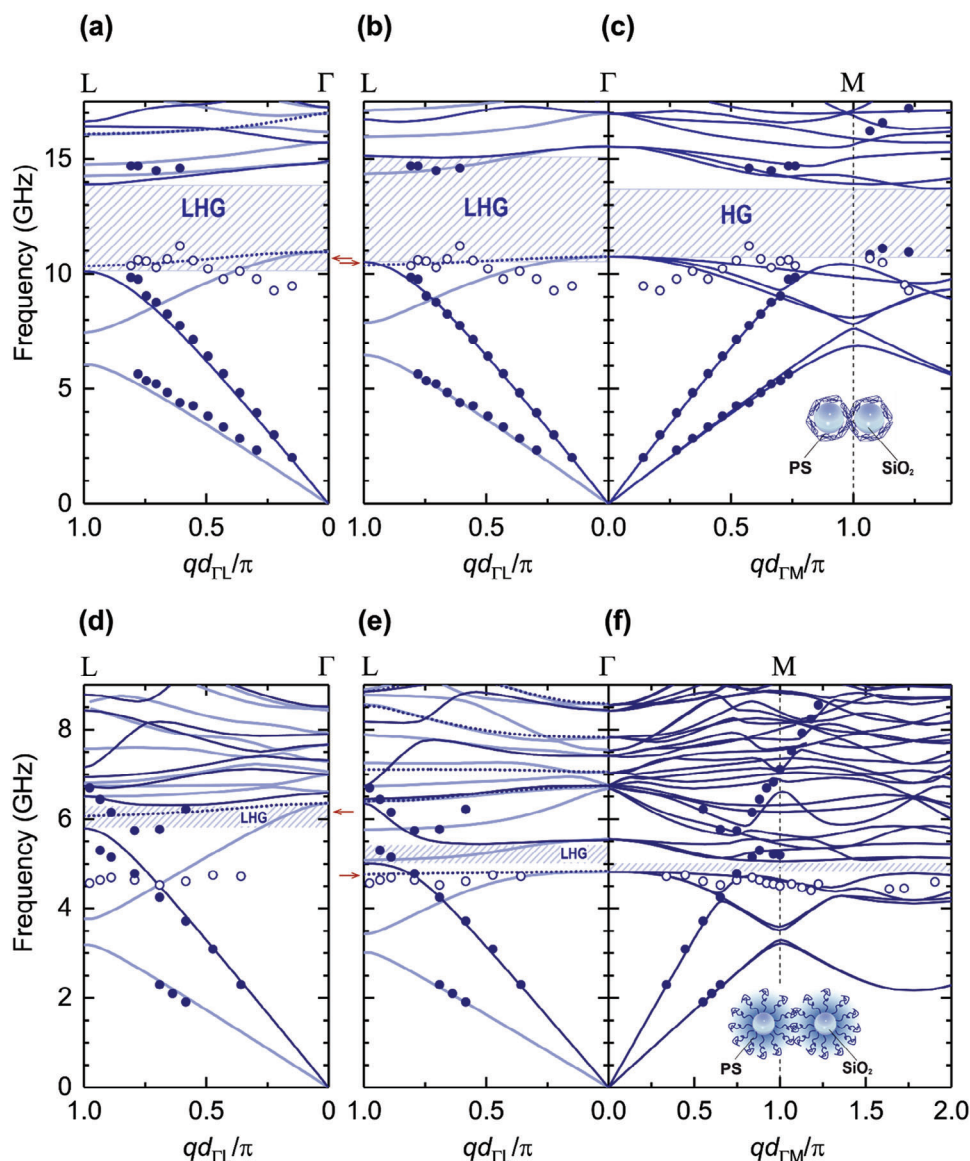 (a) (b) (c)
L Γ L Γ M
15
10
5
0
Frequency (GHz)
LHG LHG HG
PS SiO₂
1.0 0.5 0 1.0 0.5 0.0 0.5 1.0
qd_ΓL/π qd_ΓL/π qd_ΓM/π
(d) (e) (f)
L Γ L Γ M
8
6
4
2
0
Frequency (GHz)
LHG LHG
PS SiO₂
1.0 0.5 0 1.0 0.5 0.0 0.5 1.0 1.5 2.0
qd_ΓL/π qd_ΓL/π qd_ΓM/π